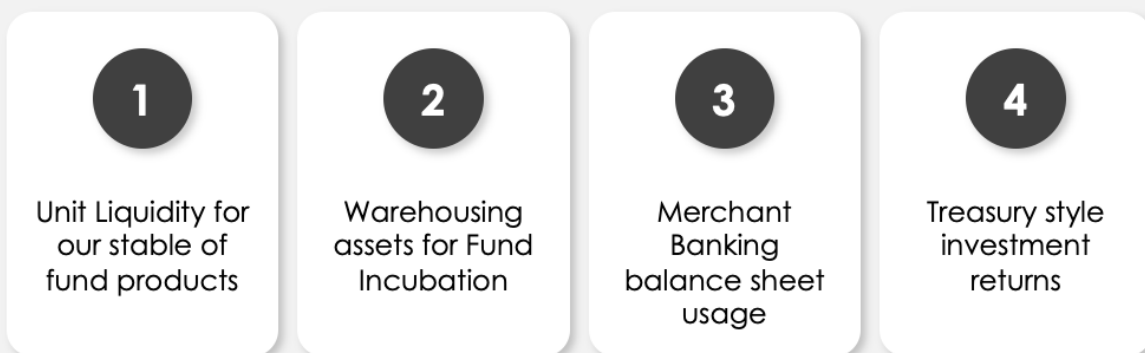 1
Unit Liquidity for
our stable of
fund products
2
Warehousing
assets for Fund
Incubation
3
Merchant
Banking
balance sheet
usage
4
Treasury style
investment
returns